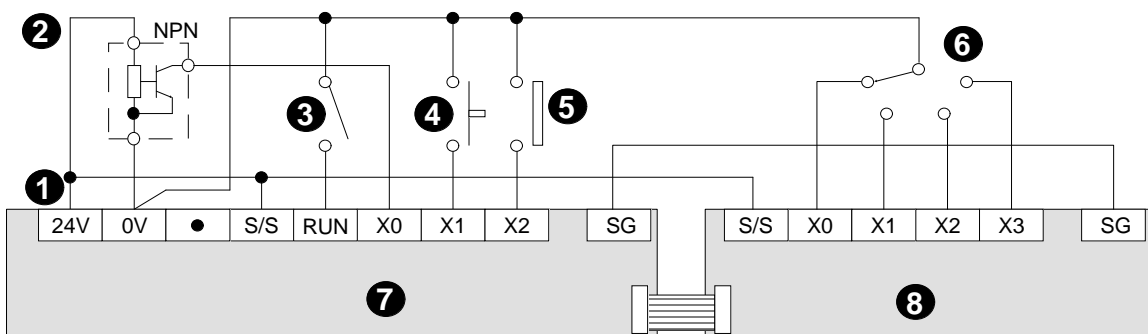 2 NPN
6
3 4 5
1
24V 0V ● S/S RUN X0 X1 X2 SG S/S X0 X1 X2 X3 SG
7 8